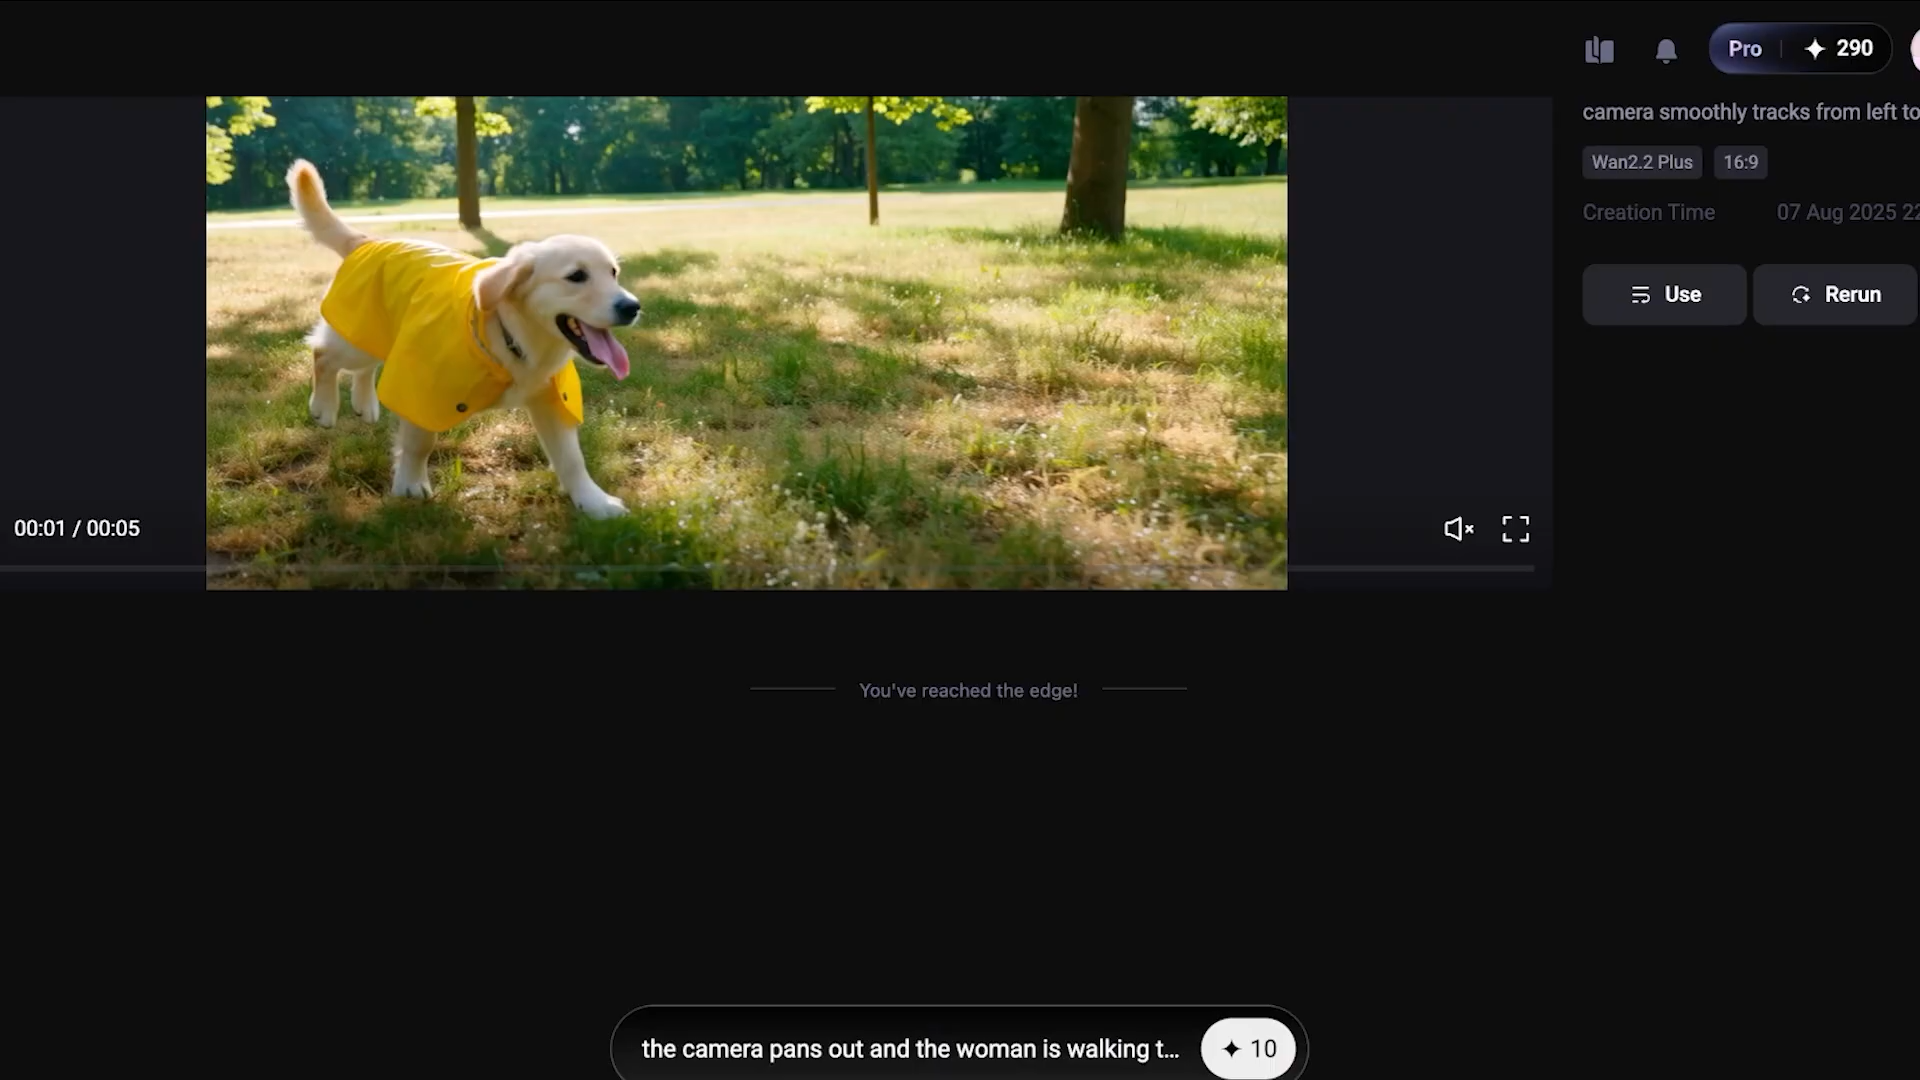 Pro | 290
camera smoothly tracks from left to
Wan2.2 Plus 16:9
Creation Time 07 Aug 2025 22
Use Rerun
00:01 / 00:05
You've reached the edge!
the camera pans out and the woman is walking t... 10